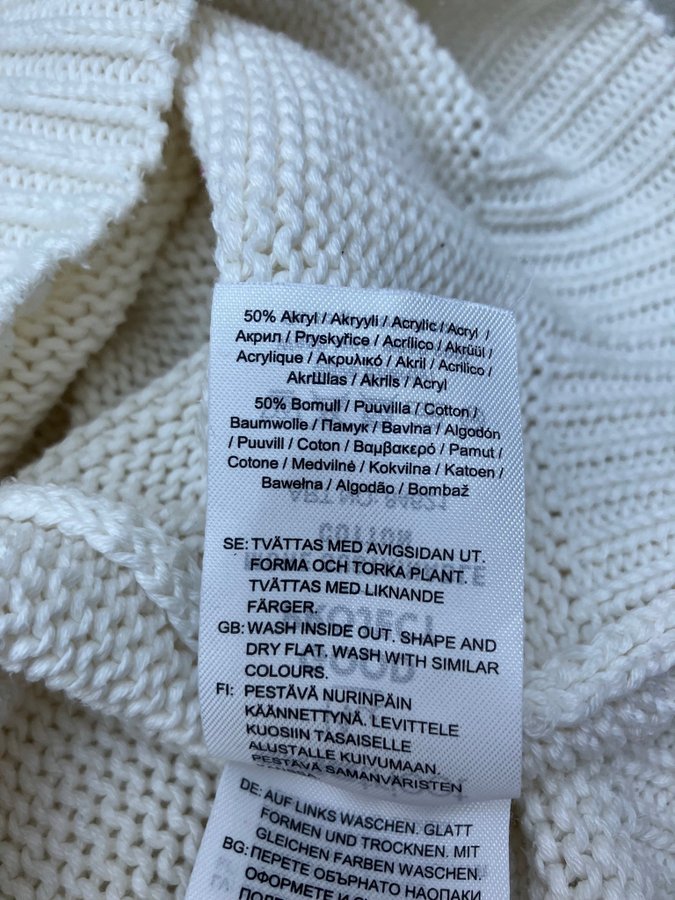 50% Akryl / Akryyli / Acrylic / Acryl /
Акрил / Pryskyřice / Acrílico / Akrüül /
Acrylique / Ακρυλικό / Akril / Acrilico /
AkrШlas / Akrils / Acryl
50% Bomull / Puuvilla / Cotton /
Baumwolle / Памук / Bavlna / Algodón
/ Puuvill / Coton / Βαμβακερό / Pamut /
Cotone / Medvilnė / Kokvilna / Katoen /
Bawełna / Algodão / Bombaž
SE: TVÄTTAS MED AVIGSIDAN UT.
FORMA OCH TORKA PLANT.
TVÄTTAS MED LIKNANDE
FÄRGER.
GB: WASH INSIDE OUT. SHAPE AND
DRY FLAT. WASH WITH SIMILAR
COLOURS.
FI: PESTÄVÄ NURINPÄIN
KÄÄNNETTYNÄ. LEVITTELE
KUOSIIN TASAISELLE
ALUSTALLE KUIVUMAAN.
PESTÄVÄ SAMANVÄRISTEN
DE: AUF LINKS WASCHEN. GLATT
FORMEN UND TROCKNEN. MIT
GLEICHEN FARBEN WASCHEN.
BG: ПЕРЕТЕ ОБЪРНАТО НАОПАКИ
ОФОРМЕТЕ И